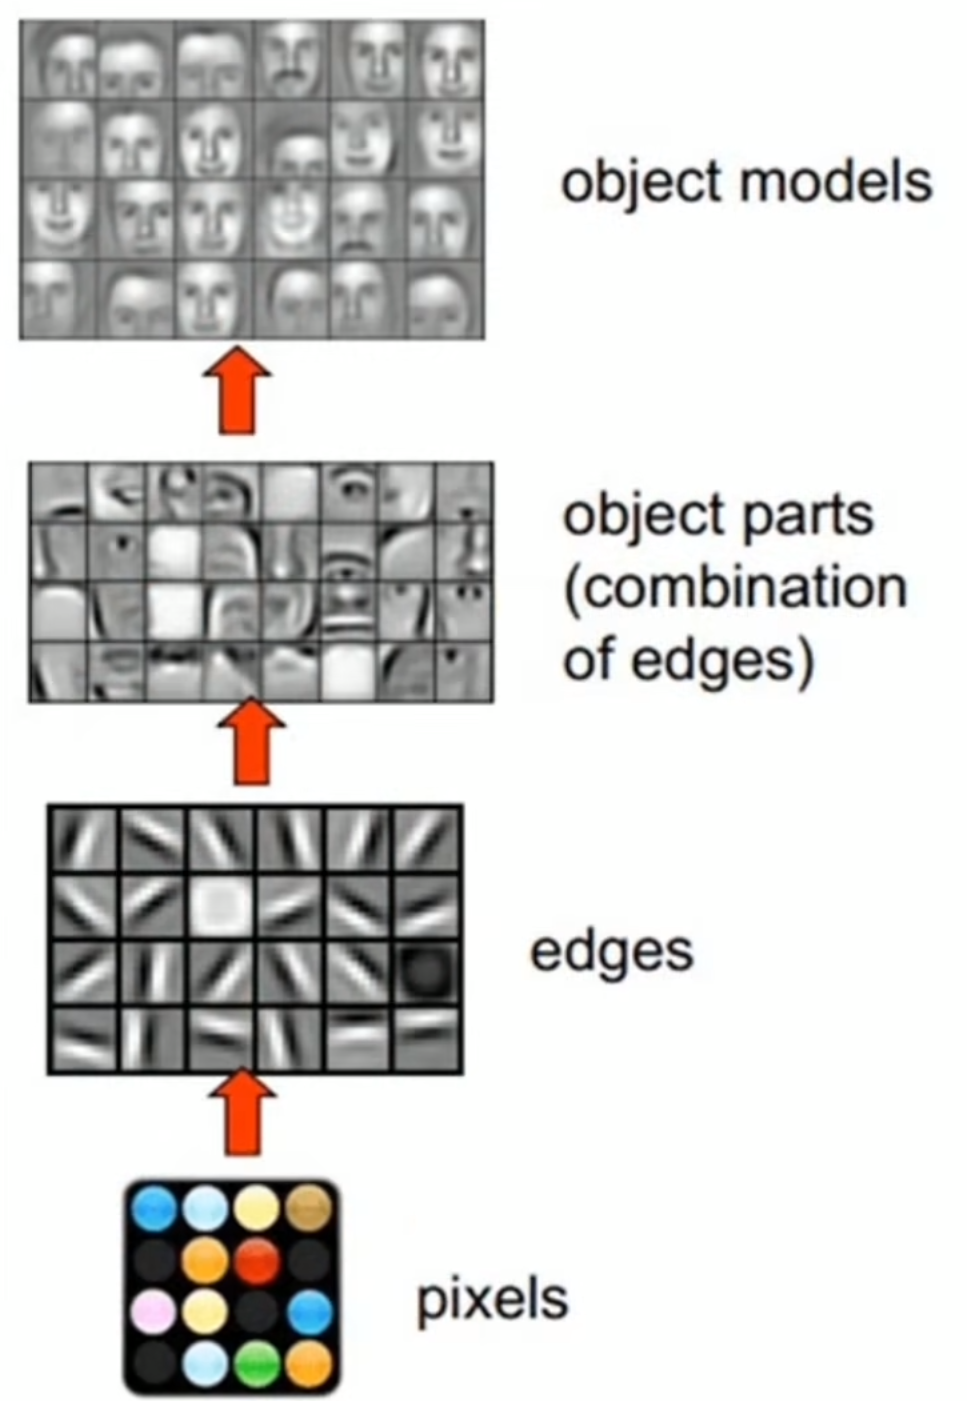 object models
object parts
(combination
of edges)
edges
pixels